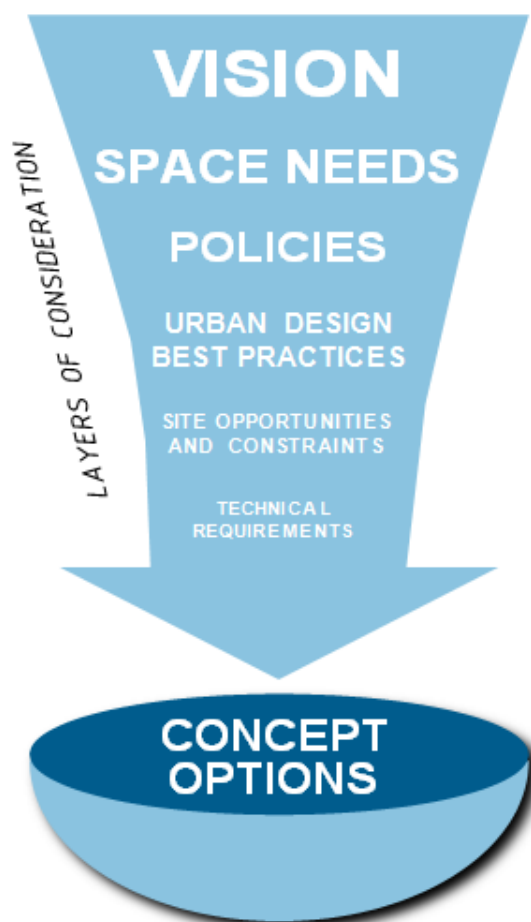 VISION
SPACE NEEDS
POLICIES
URBAN DESIGN
BEST PRACTICES
SITE OPPORTUNITIES
AND CONSTRAINTS
TECHNICAL
REQUIREMENTS
LAYERS OF CONSIDERATION
CONCEPT
OPTIONS